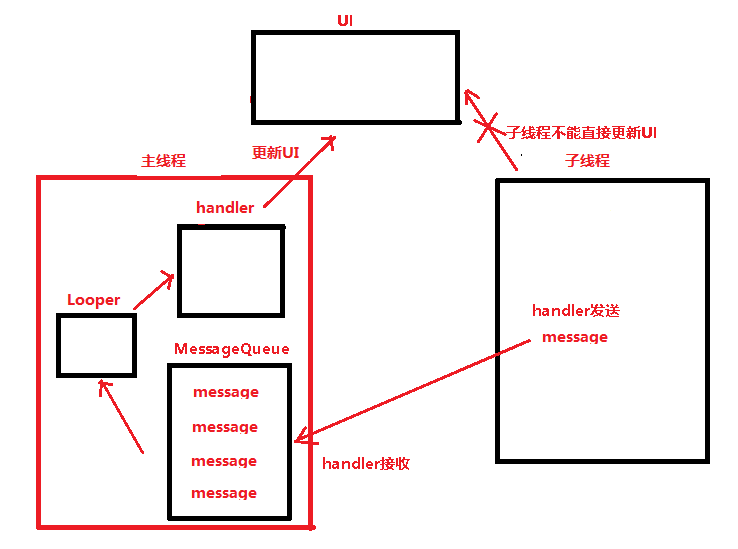 UI
子线程不能直接更新UI
更新UI
主线程
子线程
handler
Looper
handler发送
message
MessageQueue
message
message
message
message
handler接收